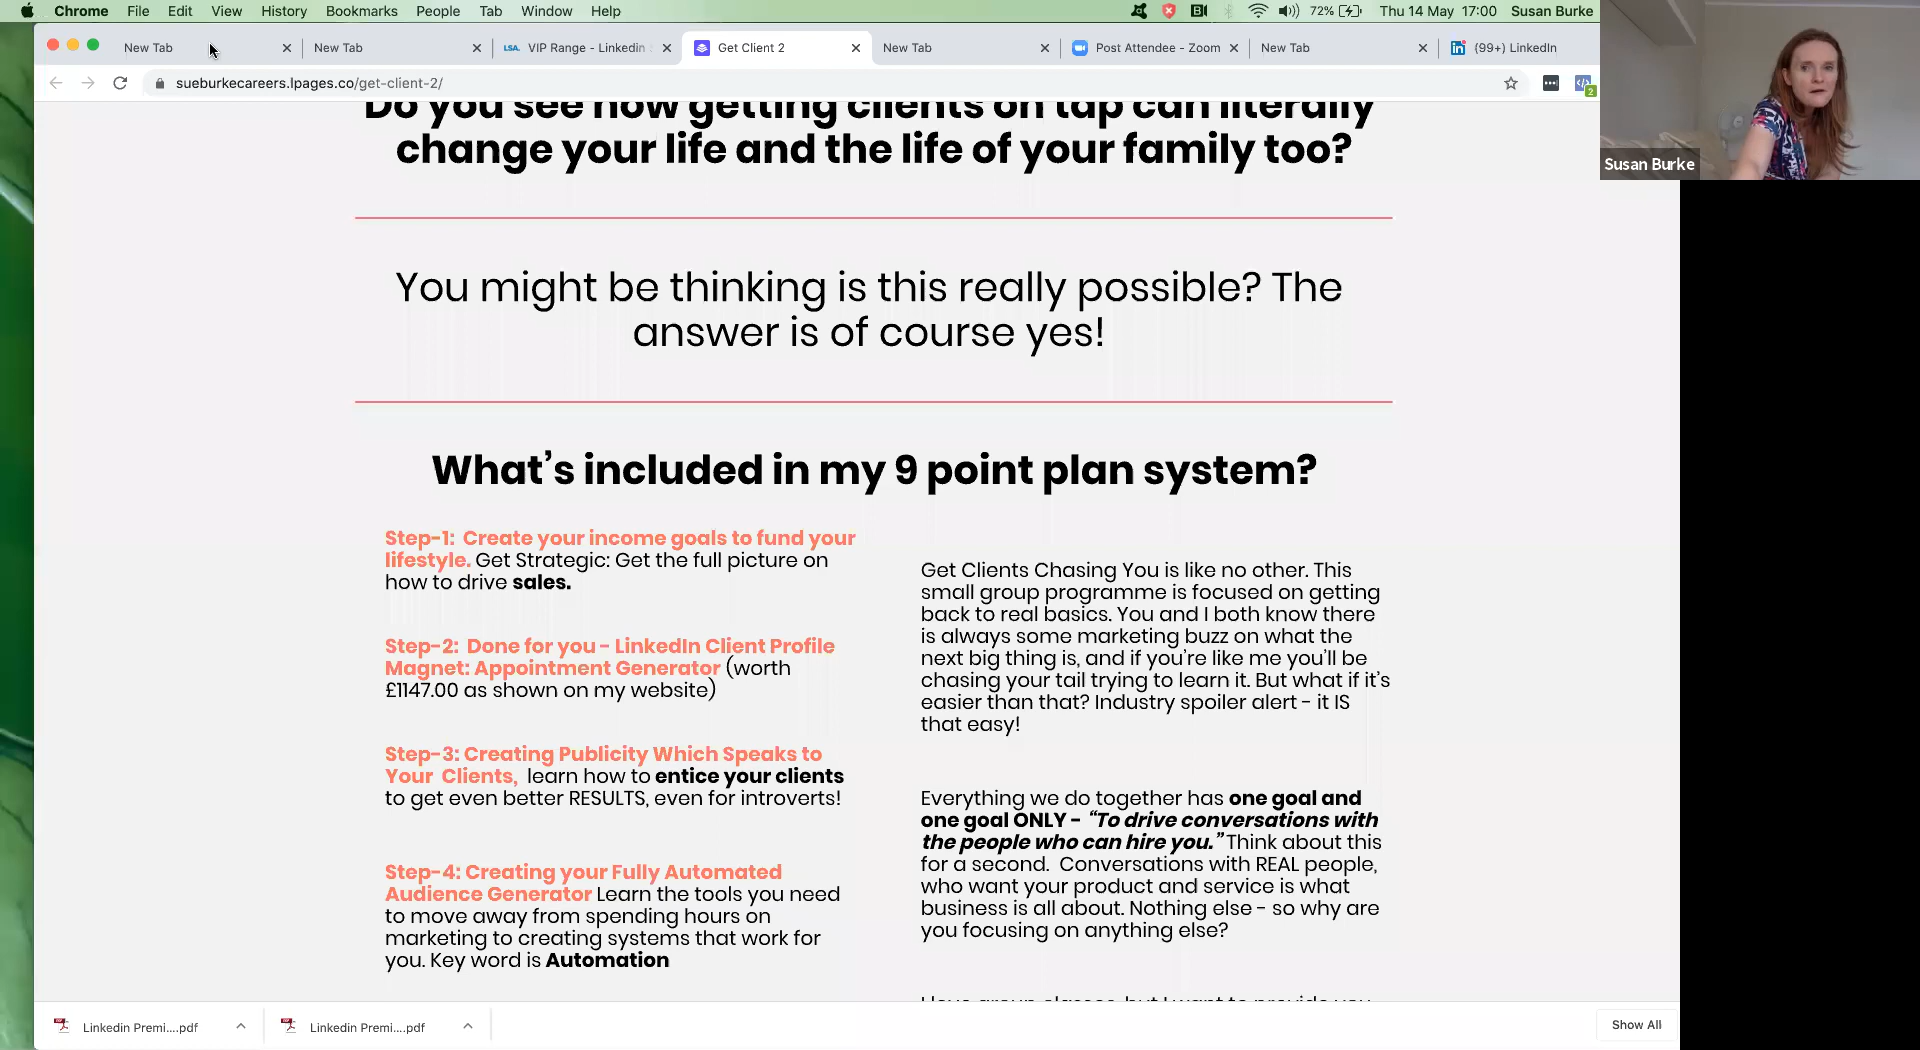 Chrome File Edit View History Bookmarks People Tab Window Help 72% Thu 14 May 17:00 Susan Burke
New Tab New Tab LSA. VIP Range - Linkedin Get Client 2 New Tab Post Attendee - Zoom New Tab in (99+) LinkedIn
sueburkecareers.lpages.co/get-client-2/ 2
Susan Burke
Do you see how getting clients on tap can literally
change your life and the life of your family too?
You might be thinking is this really possible? The
answer is of course yes!
What's included in my 9 point plan system?
Step-1: Create your income goals to fund your
lifestyle. Get Strategic: Get the full picture on
how to drive sales.
Step-2: Done for you - LinkedIn Client Profile
Magnet: Appointment Generator (worth
£1147.00 as shown on my website)
Step-3: Creating Publicity Which Speaks to
Your Clients, learn how to entice your clients
to get even better RESULTS, even for introverts!
Step-4: Creating your Fully Automated
Audience Generator Learn the tools you need
to move away from spending hours on
marketing to creating systems that work for
you. Key word is Automation
Get Clients Chasing You is like no other. This
small group programme is focused on getting
back to real basics. You and I both know there
is always some marketing buzz on what the
next big thing is, and if you're like me you'll be
chasing your tail trying to learn it. But what if it's
easier than that? Industry spoiler alert - it IS
that easy!
Everything we do together has one goal and
one goal ONLY - “To drive conversations with
the people who can hire you.” Think about this
for a second. Conversations with REAL people,
who want your product and service is what
business is all about. Nothing else - so why are
you focusing on anything else?
Linkedin Premi....pdf Linkedin Premi....pdf Show All